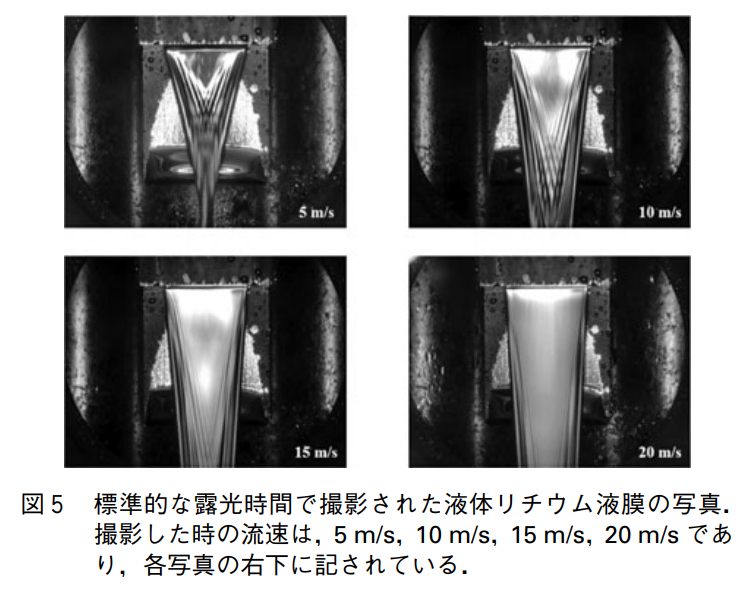 5 m/s
10 m/s
15 m/s
20 m/s
図5 標準的な露光時間で撮影された液体リチウム液膜の写真．
撮影した時の流速は，5 m/s，10 m/s，15 m/s，20 m/s であ
り，各写真の右下に記されている．